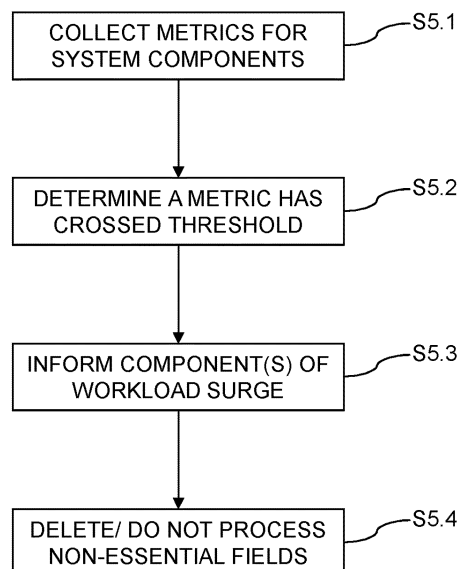 COLLECT METRICS FOR
SYSTEM COMPONENTS
S5.1
DETERMINE A METRIC HAS
CROSSED THRESHOLD
S5.2
INFORM COMPONENT(S) OF
WORKLOAD SURGE
S5.3
DELETE/ DO NOT PROCESS
NON-ESSENTIAL FIELDS
S5.4